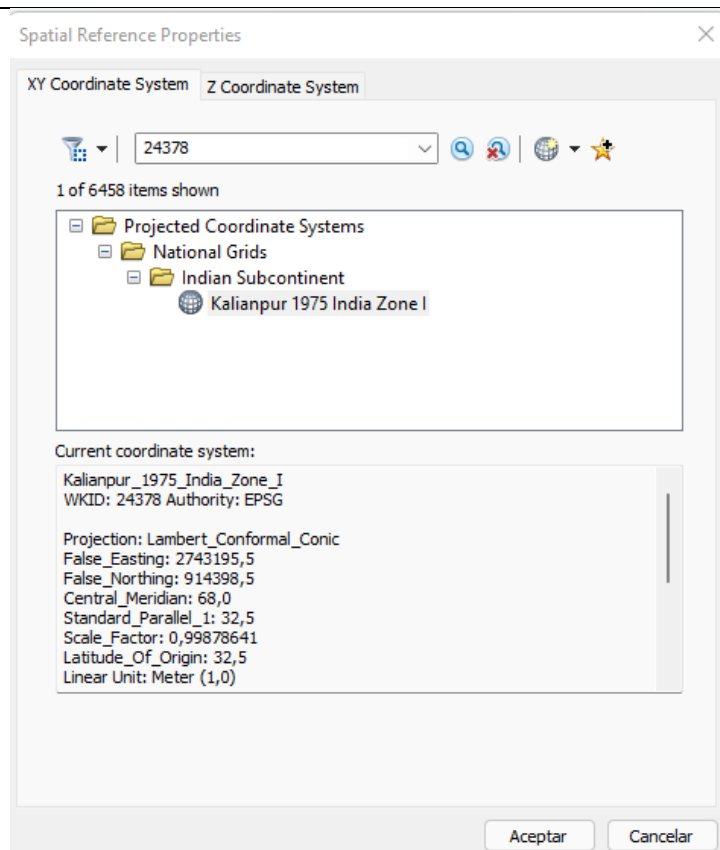 Spatial Reference Properties
XY Coordinate System Z Coordinate System
24378
1 of 6458 items shown
Projected Coordinate Systems
National Grids
Indian Subcontinent
Kalianpur 1975 India Zone I
Current coordinate system:
Kalianpur_1975_India_Zone_I
WKID: 24378 Authority: EPSG
Projection: Lambert_Conformal_Conic
False_Easting: 2743195,5
False_Northing: 914398,5
Central_Meridian: 68,0
Standard_Parallel_1: 32,5
Scale_Factor: 0,99878641
Latitude_Of_Origin: 32,5
Linear Unit: Meter (1,0)
Aceptar Cancelar